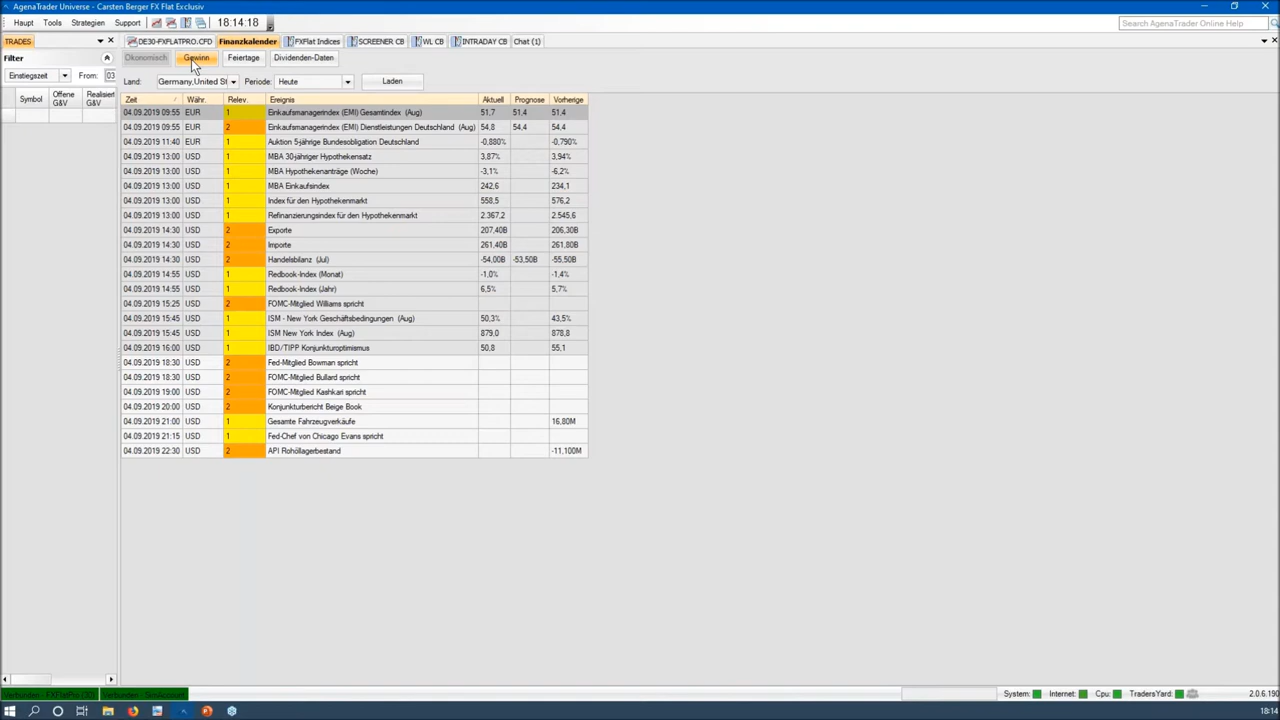 AgenaTrader Universe - Carsten Berger FX Flat Exclusiv
Haupt Tools Strategien Support 18:14:18 Search AgenaTrader Online Help
TRADES DE30-FXFLATPRO.CFD Finanzkalender FXFlat Indices SCREENER CB WL CB INTRADAY CB Chat (1)
Filter Ökonomisch Gewinn Feiertage Dividenden-Daten
Einstiegszeit From: 03 Land: Germany,United St Periode: Heute Laden
Symbol Offene G&V Realisiert G&V Zeit Währ. Relev. Ereignis Aktuell Prognose Vorherige
04.09.2019 09:55 EUR 1 Einkaufsmanagerindex (EMI) Gesamtindex (Aug) 51,7 51,4 51,4
04.09.2019 09:55 EUR 2 Einkaufsmanagerindex (EMI) Dienstleistungen Deutschland (Aug) 54,8 54,4 54,4
04.09.2019 11:40 EUR 1 Auktion 5-jährige Bundesobligation Deutschland -0,880% -0,790%
04.09.2019 13:00 USD 1 MBA 30-jähriger Hypothekensatz 3,87% 3,94%
04.09.2019 13:00 USD 1 MBA Hypothekenanträge (Woche) -3,1% -6,2%
04.09.2019 13:00 USD 1 MBA Einkaufsindex 242,6 234,1
04.09.2019 13:00 USD 1 Index für den Hypothekenmarkt 558,5 576,2
04.09.2019 13:00 USD 1 Refinanzierungsindex für den Hypothekenmarkt 2.367,2 2.545,6
04.09.2019 14:30 USD 2 Exporte 207,40B 206,30B
04.09.2019 14:30 USD 2 Importe 261,40B 261,80B
04.09.2019 14:30 USD 2 Handelsbilanz (Jul) -54,00B -53,50B -55,50B
04.09.2019 14:55 USD 1 Redbook-Index (Monat) -1,0% -1,4%
04.09.2019 14:55 USD 1 Redbook-Index (Jahr) 6,5% 5,7%
04.09.2019 15:25 USD 2 FOMC-Mitglied Williams spricht
04.09.2019 15:45 USD 1 ISM - New York Geschäftsbedingungen (Aug) 50,3% 43,5%
04.09.2019 15:45 USD 1 ISM New York Index (Aug) 879,0 878,8
04.09.2019 16:00 USD 1 IBD/TIPP Konjunkturoptimismus 50,8 55,1
04.09.2019 18:30 USD 2 Fed-Mitglied Bowman spricht
04.09.2019 18:30 USD 2 FOMC-Mitglied Bullard spricht
04.09.2019 19:00 USD 2 FOMC-Mitglied Kashkari spricht
04.09.2019 20:00 USD 2 Konjunkturbericht Beige Book
04.09.2019 21:00 USD 1 Gesamte Fahrzeugverkäufe 16,80M
04.09.2019 21:15 USD 1 Fed-Chef von Chicago Evans spricht
04.09.2019 22:30 USD 2 API Rohöllagerbestand -11,100M
Verbunden - FXFlatPro (30) Verbunden - System: Internet: Cpu: TradersYard: 2.0.6.190
18:14